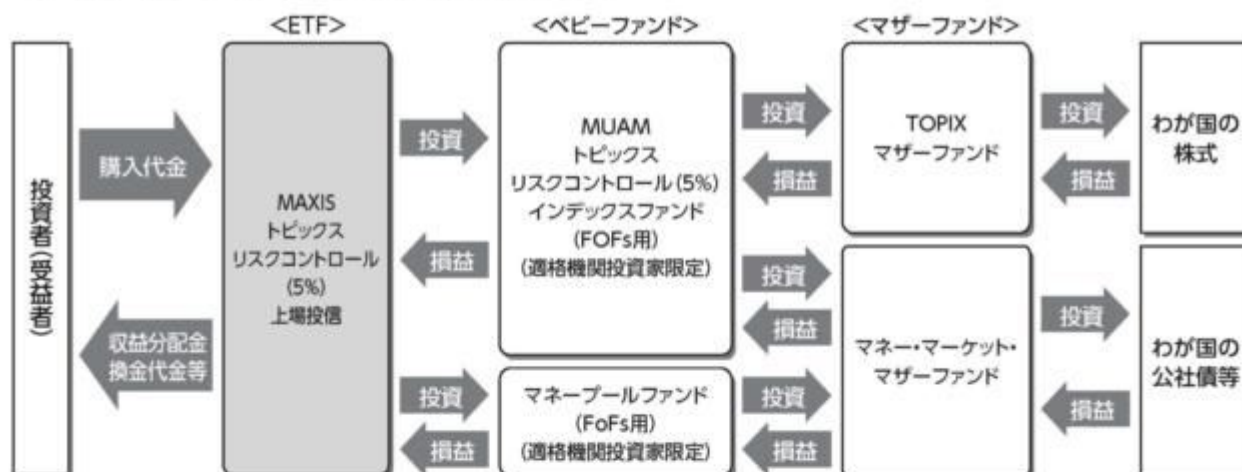 <ETF>
<ベビーファンド>
<マザーファンド>
投資者(受益者)
購入代金
収益分配金
換金代金等
MAXIS
トピックス
リスクコントロール
(5%)
上場投信
投資
損益
投資
損益
MUAM
トピックス
リスクコントロール(5%)
インデックスファンド
(FOFs用)
(適格機関投資家限定)
マネープールファンド
(FoFs用)
(適格機関投資家限定)
投資
損益
投資
損益
投資
損益
TOPIX
マザーファンド
マネー・マーケット・
マザーファンド
投資
損益
投資
損益
わが国の
株式
わが国の
公社債等